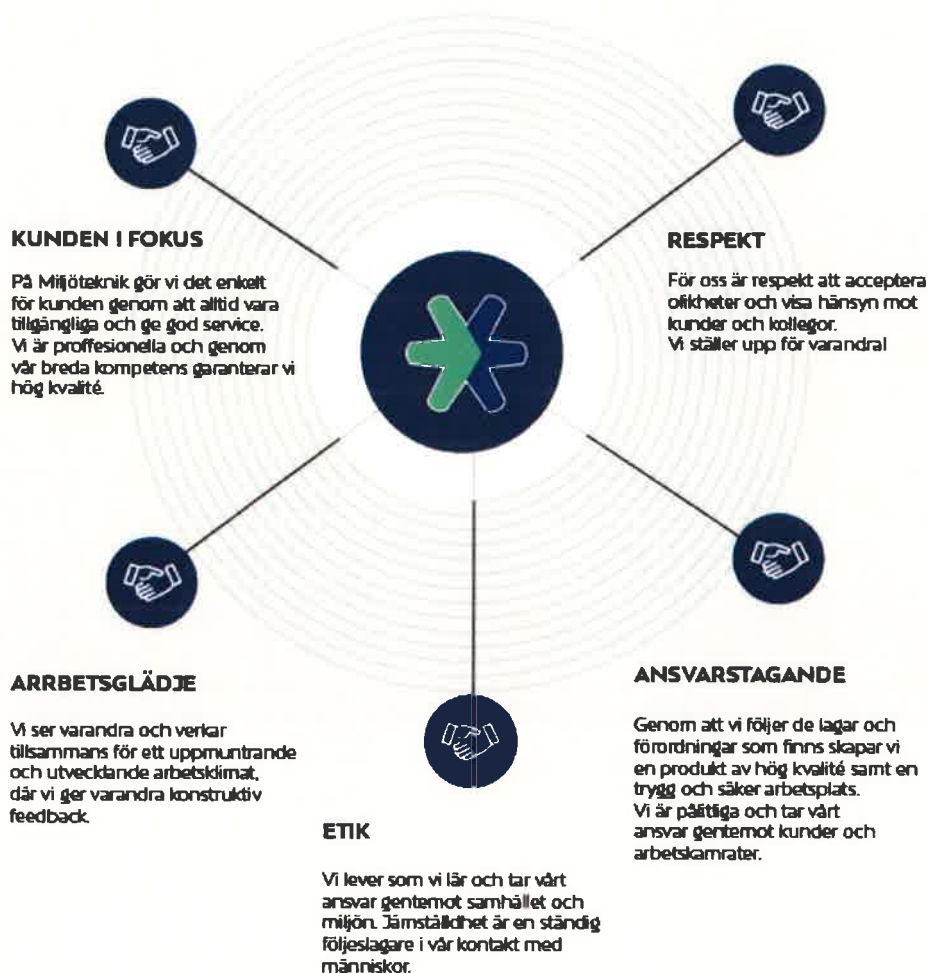 KUNDEN I FOKUS
På Miljöteknik gör vi det enkelt
för kunden genom att alltid vara
tillgängliga och ge god service.
Vi är proffesionella och genom
vår breda kompetens garanterar vi
hög kvalité.
RESPEKT
För oss är respekt att acceptera
olikheter och visa hänsyn mot
kunder och kollegor.
Vi ställer upp för varandra!
ARRBETSGLÄDJE
Vi ser varandra och verkar
tillsammans för ett uppmuntrande
och utvecklande arbetsklimat,
där vi ger varandra konstruktiv
feedback.
ETIK
Vi lever som vi lär och tar vårt
ansvar gentemot samhället och
miljön. Jämställdhet är en ständig
följeslagare i vår kontakt med
människor.
ANSVARSTAGANDE
Genom att vi följer de lagar och
förordningar som finns skapar vi
en produkt av hög kvalité samt en
trygg och säker arbetsplats.
Vi är pålitliga och tar vårt
ansvar gentemot kunder och
arbetskamrater.